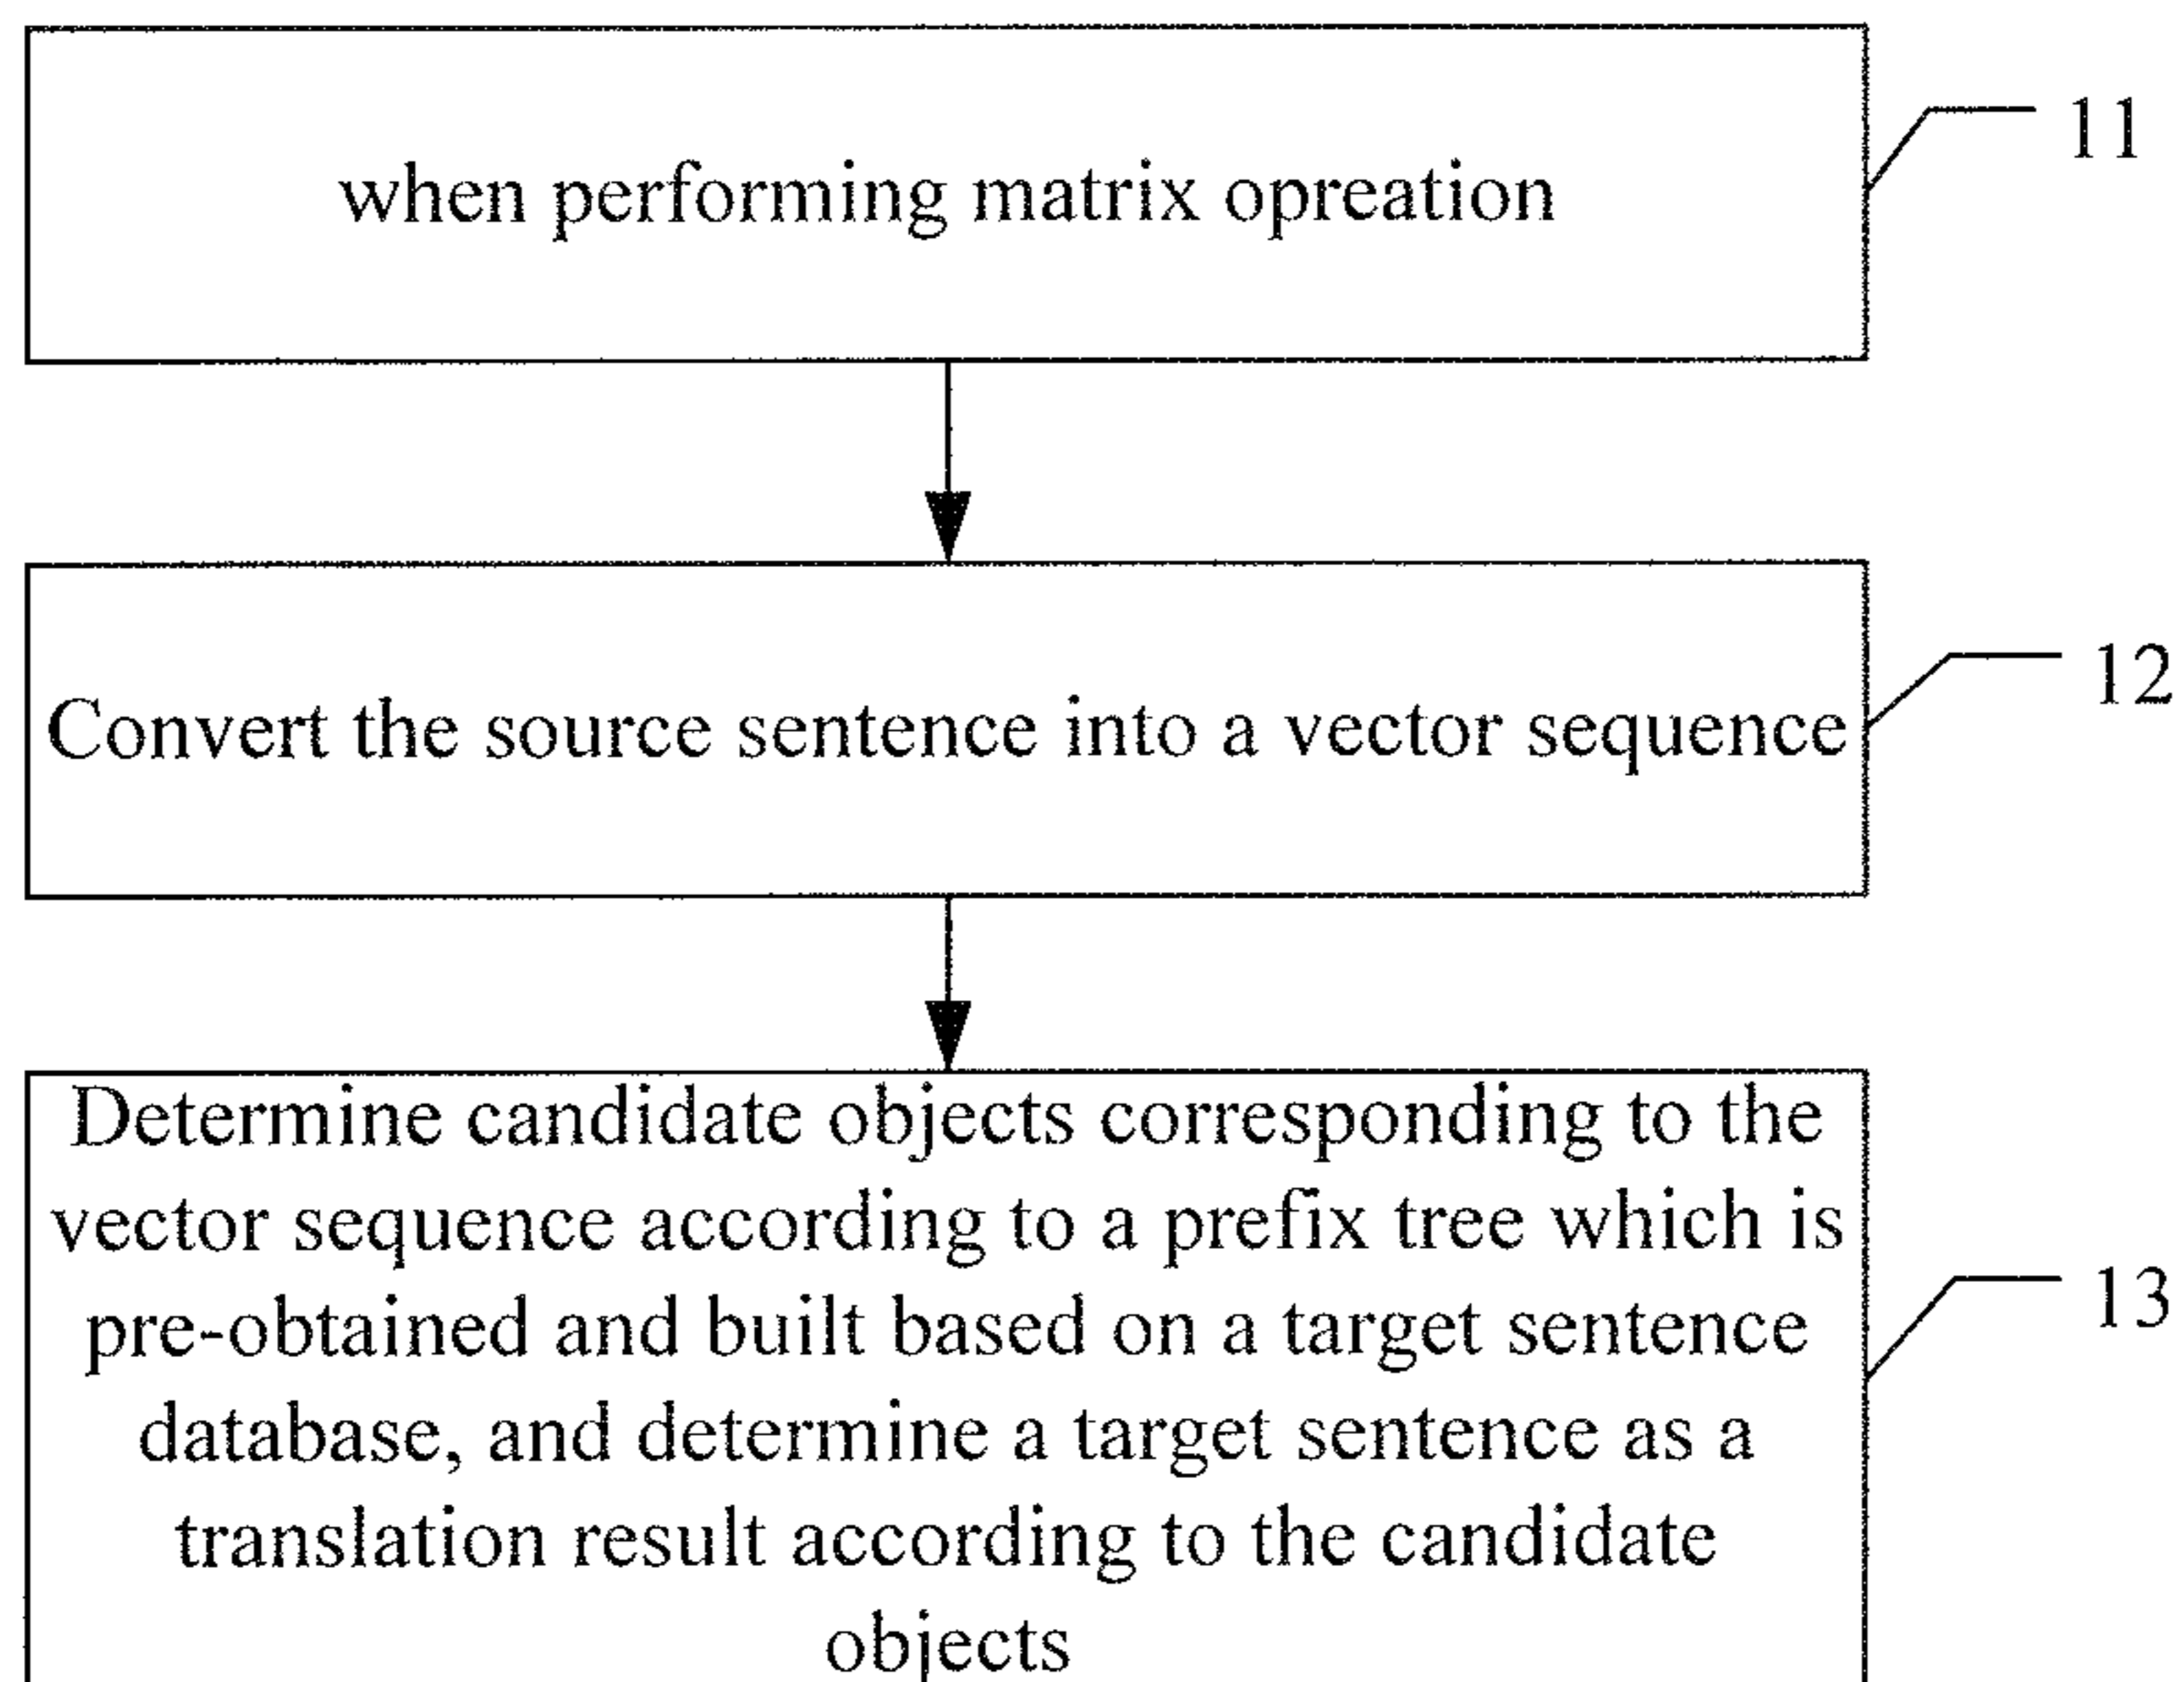 when performing matrix opreation
11
Convert the source sentence into a vector sequence
12
Determine candidate objects corresponding to the
vector sequence according to a prefix tree which is
pre-obtained and built based on a target sentence
database, and determine a target sentence as a
translation result according to the candidate
objects
13